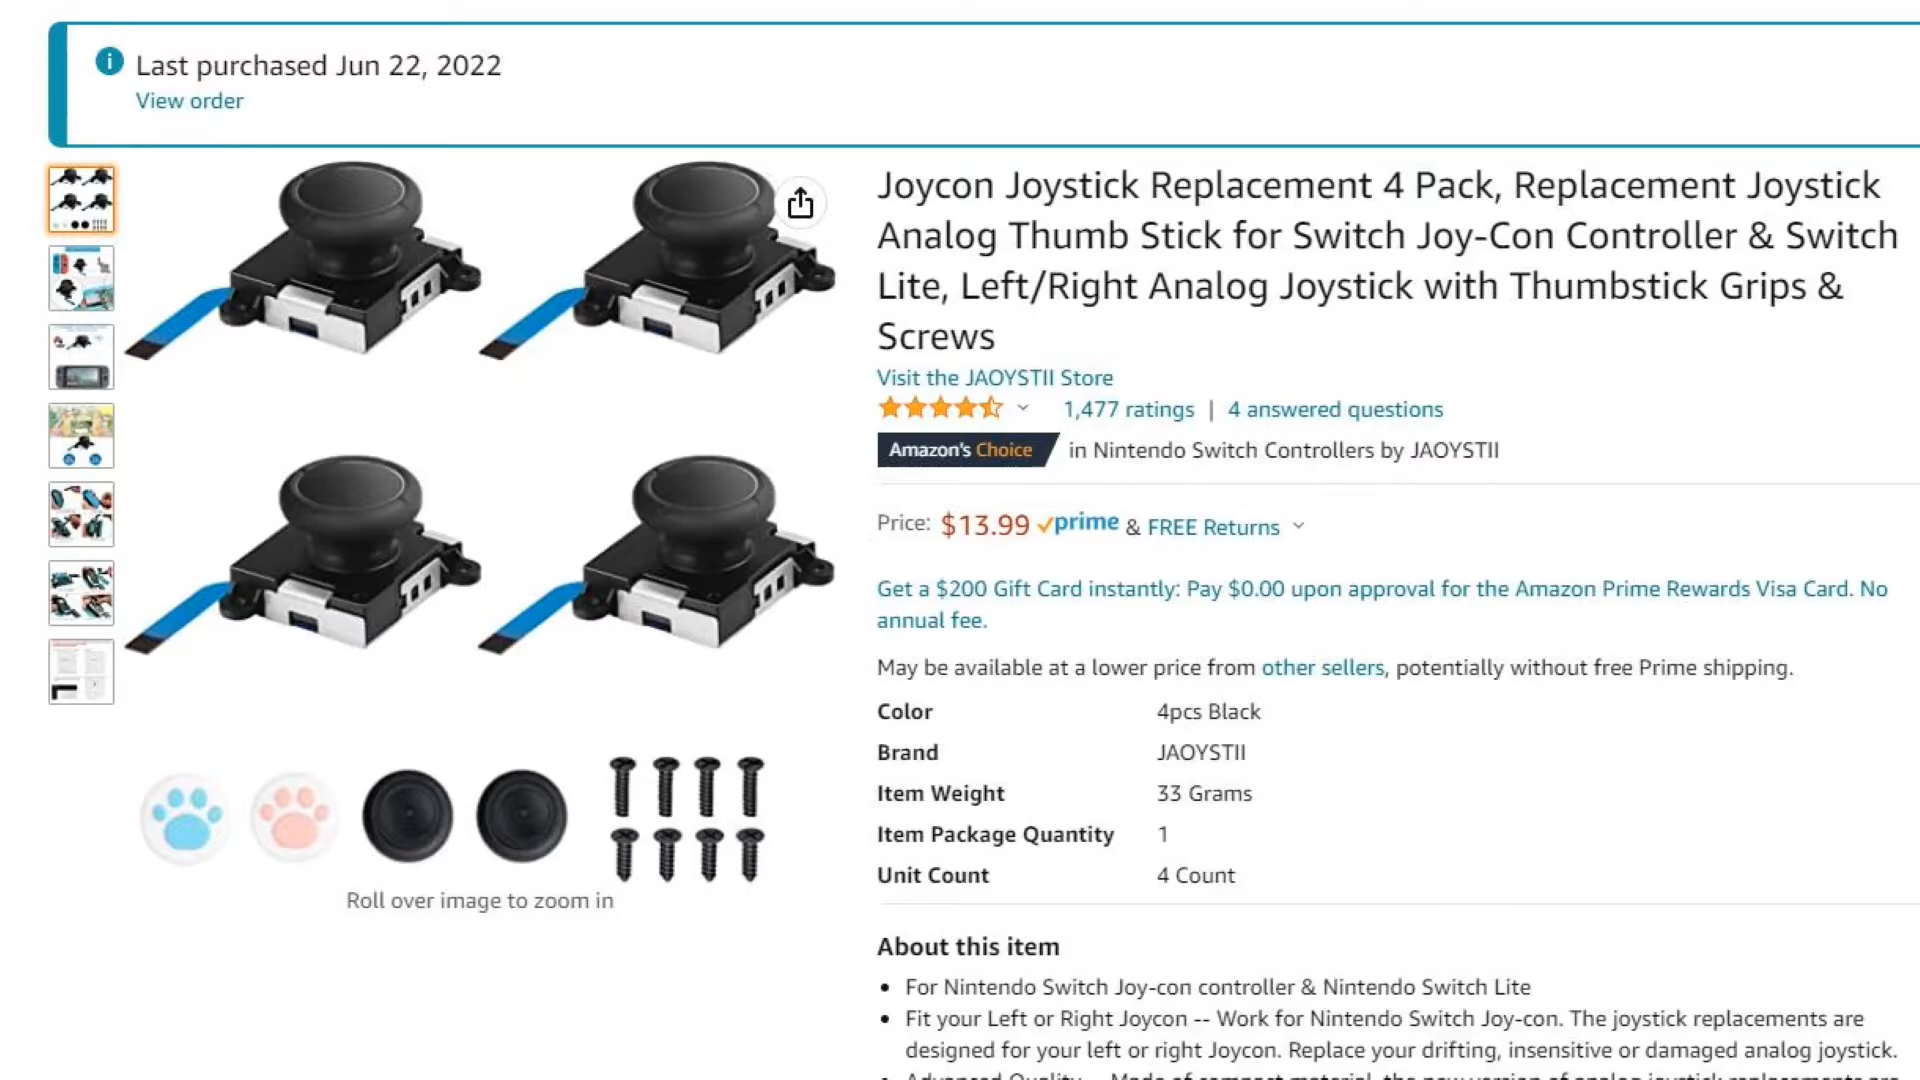 Last purchased Jun 22, 2022
View order
Joycon Joystick Replacement 4 Pack, Replacement Joystick
Analog Thumb Stick for Switch Joy-Con Controller & Switch
Lite, Left/Right Analog Joystick with Thumbstick Grips &
Screws
Visit the JAOYSTII Store
1,477 ratings | 4 answered questions
Amazon's Choice in Nintendo Switch Controllers by JAOYSTII
Price: $13.99 prime & FREE Returns
Get a $200 Gift Card instantly: Pay $0.00 upon approval for the Amazon Prime Rewards Visa Card. No
annual fee.
May be available at a lower price from other sellers, potentially without free Prime shipping.
Color 4pcs Black
Brand JAOYSTII
Item Weight 33 Grams
Item Package Quantity 1
Unit Count 4 Count
Roll over image to zoom in
About this item
For Nintendo Switch Joy-con controller & Nintendo Switch Lite
Fit your Left or Right Joycon -- Work for Nintendo Switch Joy-con. The joystick replacements are
designed for your left or right Joycon. Replace your drifting, insensitive or damaged analog joystick.